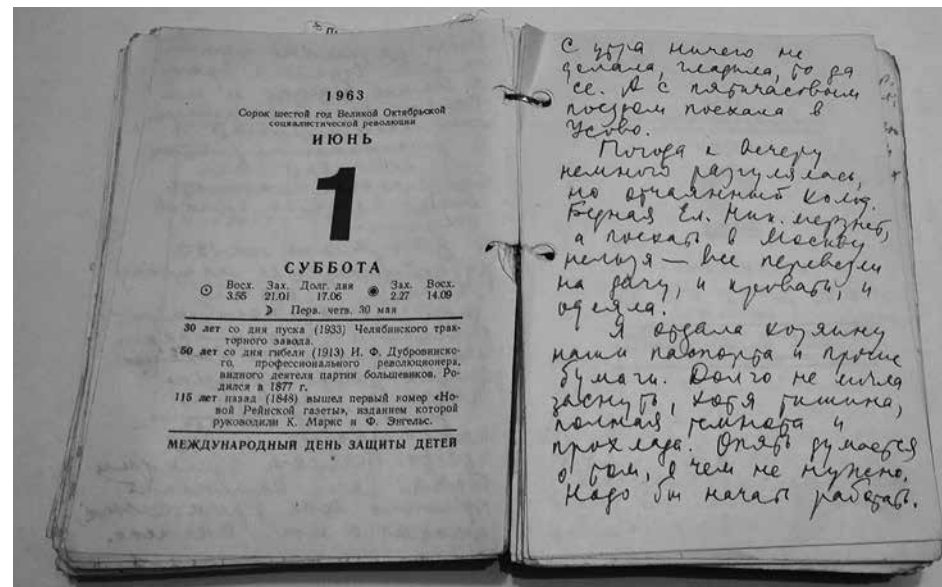 1963
Сорок шестой год Великой Октябрьской
социалистической революции
ИЮНЬ
1
СУББОТА
Восх. Зах. Долг. дня Зах. Восх.
3.55 21.01 17.06 2.27 14.09
Перв. четв. 30 мая
30 лет со дня пуска (1933) Челябинского трак-
торного завода.
50 лет со дня гибели (1913) И. Ф. Дубровинско-
го, профессионального революционера,
видного деятеля партии большевиков. Ро-
дился в 1877 г.
115 лет назад (1848) вышел первый номер «Но-
вой Рейнской газеты», изданием которой
руководили К. Маркс и Ф. Энгельс.
МЕЖДУНАРОДНЫЙ ДЕНЬ ЗАЩИТЫ ДЕТЕЙ
С утра ничего не
делала, гладила, то да
се. А с пятичасовым
поездом поехала в
Усово.
Погода к вечеру
немного разгулялась,
но отчаянный холод.
Бедная Ел. Ник. мерзнет,
а поехать в Москву
нельзя — все перевезли
на дачу, и кровати, и
одеяла.
Я отдала хозяину
наши паспорта и прочие
бумаги. Долго не могла
заснуть, хотя тишина,
полная темнота и
прохлада. Опять думается
о том, о чем не нужно.
Надо бы начать работать.